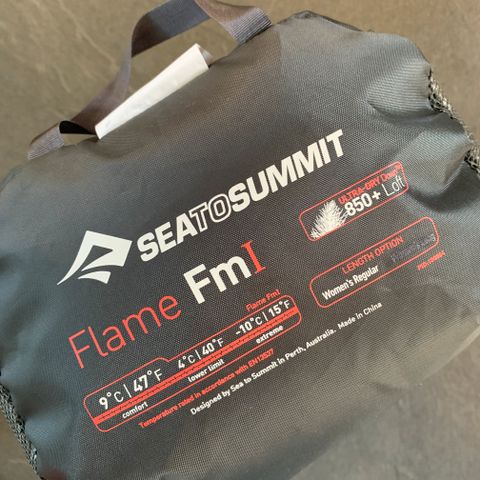 SEATOSUMMIT
ULTRA-DRY Down™
850+ Loft
Flame FmI
LENGTH OPTION
Women's Regular
Flame FmI
9°C|47°F 4°C|40°F -10°C|15°F
comfort lower limit extreme
Temperature rated in accordance with EN13537
Designed by Sea to Summit in Perth, Australia. Made in China